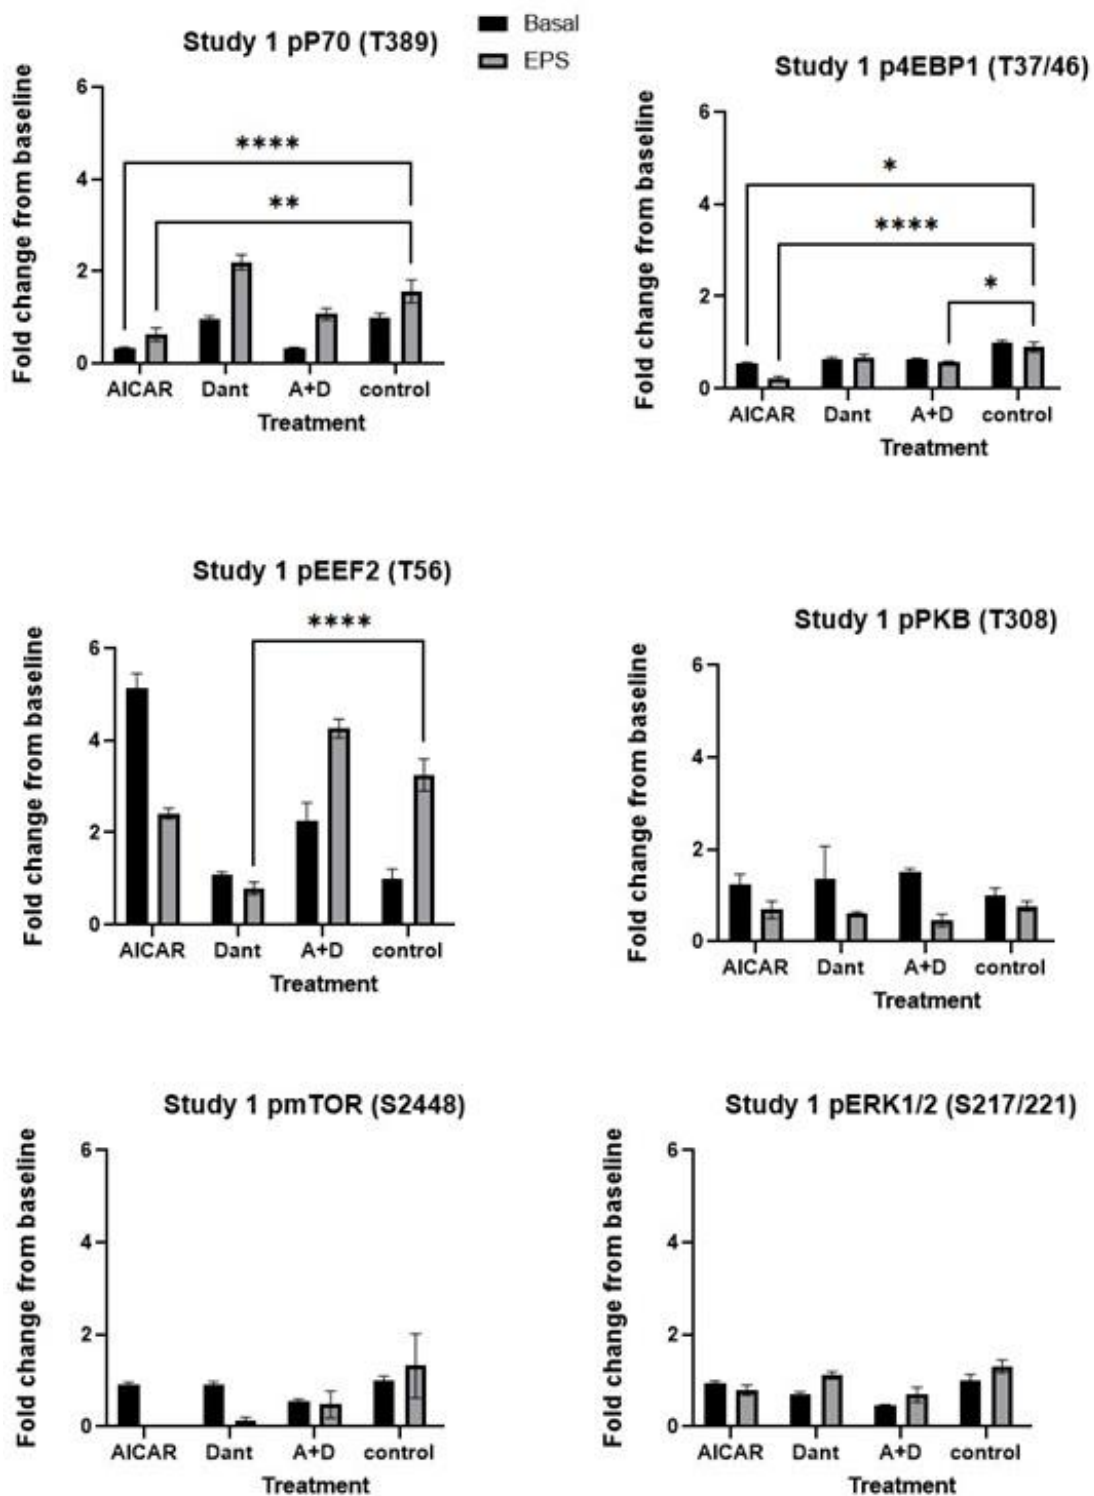 Study 1 pP70 (T389)
Basal
EPS
Fold change from baseline
6
4
2
0
****
**
AICAR Dant A+D control
Treatment
Study 1 p4EBP1 (T37/46)
Fold change from baseline
6
4
2
0
*
****
*
AICAR Dant A+D control
Treatment
Study 1 pEEF2 (T56)
Fold change from baseline
6
4
2
0
****
AICAR Dant A+D control
Treatment
Study 1 pPKB (T308)
Fold change from baseline
6
4
2
0
AICAR Dant A+D control
Treatment
Study 1 pmTOR (S2448)
Fold change from baseline
6
4
2
0
AICAR Dant A+D control
Treatment
Study 1 pERK1/2 (S217/221)
Fold change from baseline
6
4
2
0
AICAR Dant A+D control
Treatment